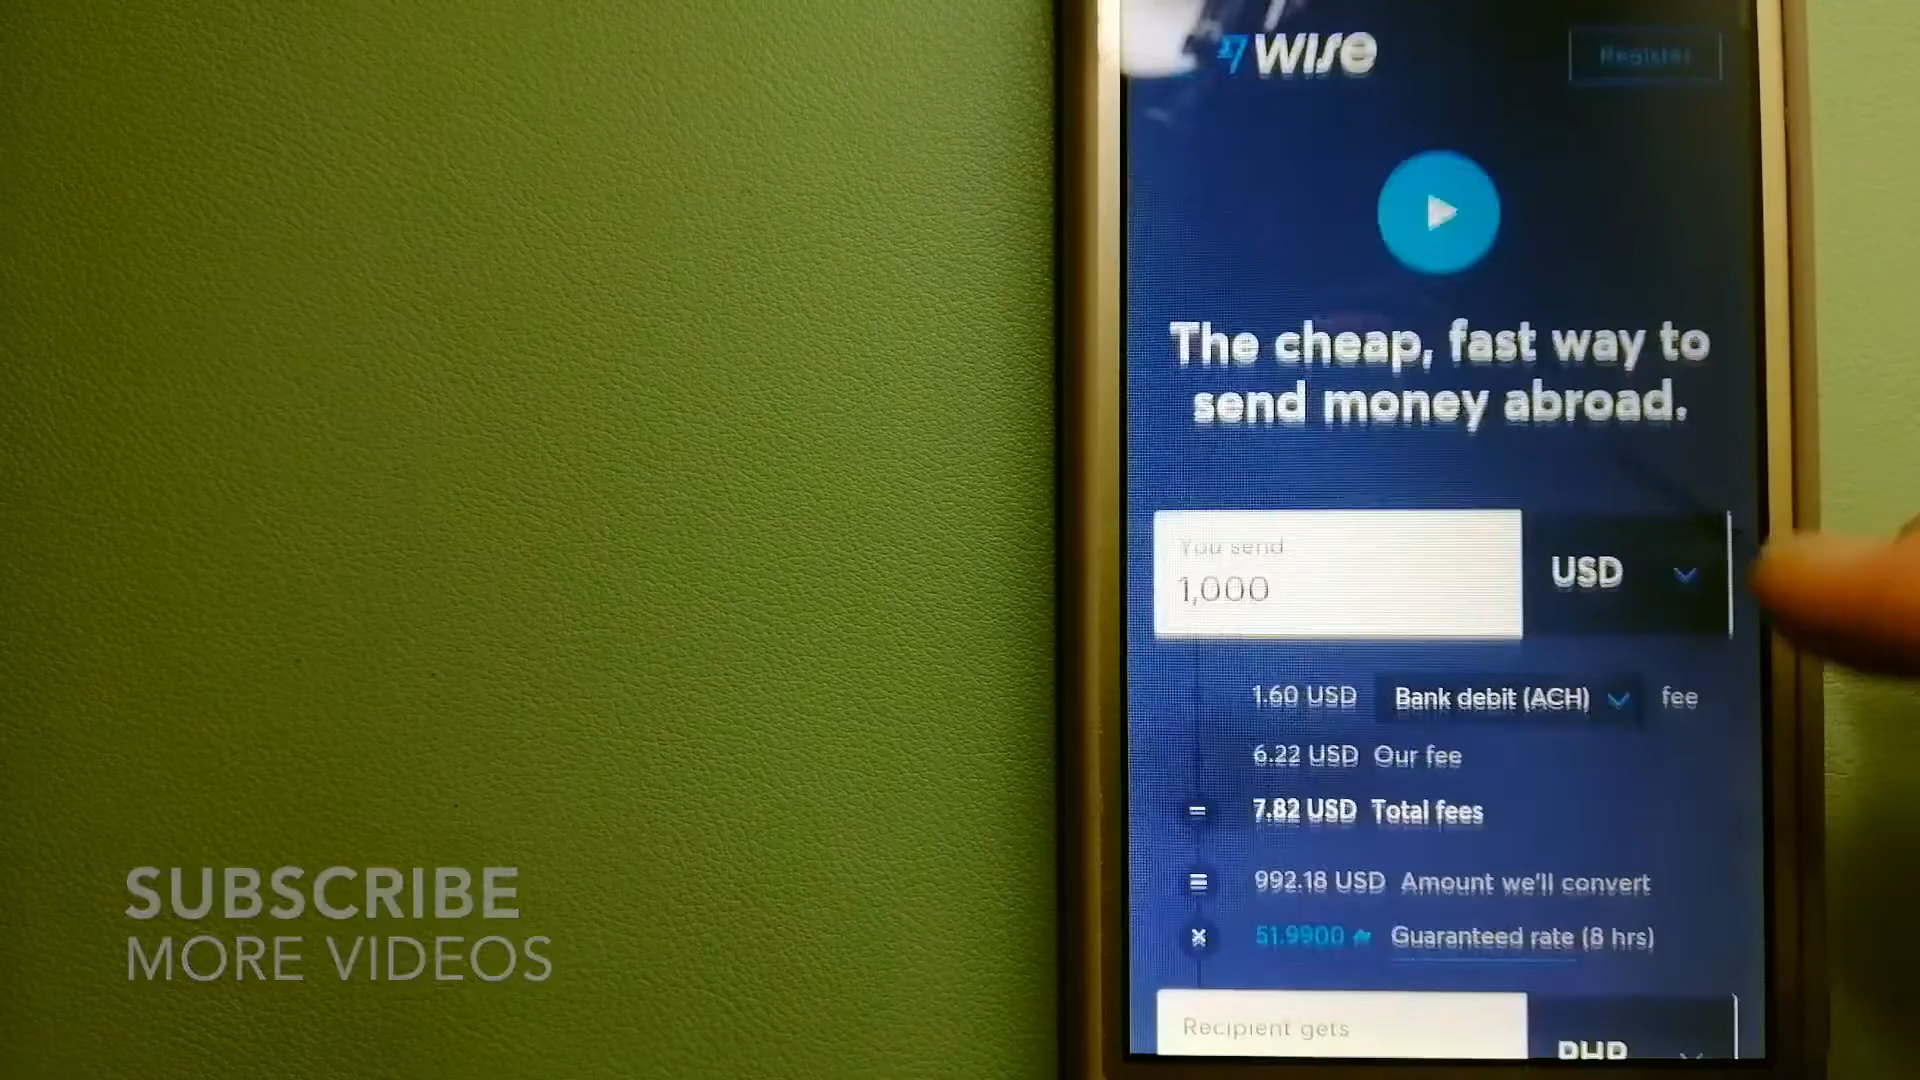 wise
Register
The cheap, fast way to
send money abroad.
You send
1,000
USD
1.60 USD Bank debit (ACH) fee
6.22 USD Our fee
= 7.82 USD Total fees
= 992.18 USD Amount we'll convert
× 51.9900 Guaranteed rate (8 hrs)
Recipient gets
PHP
SUBSCRIBE
MORE VIDEOS